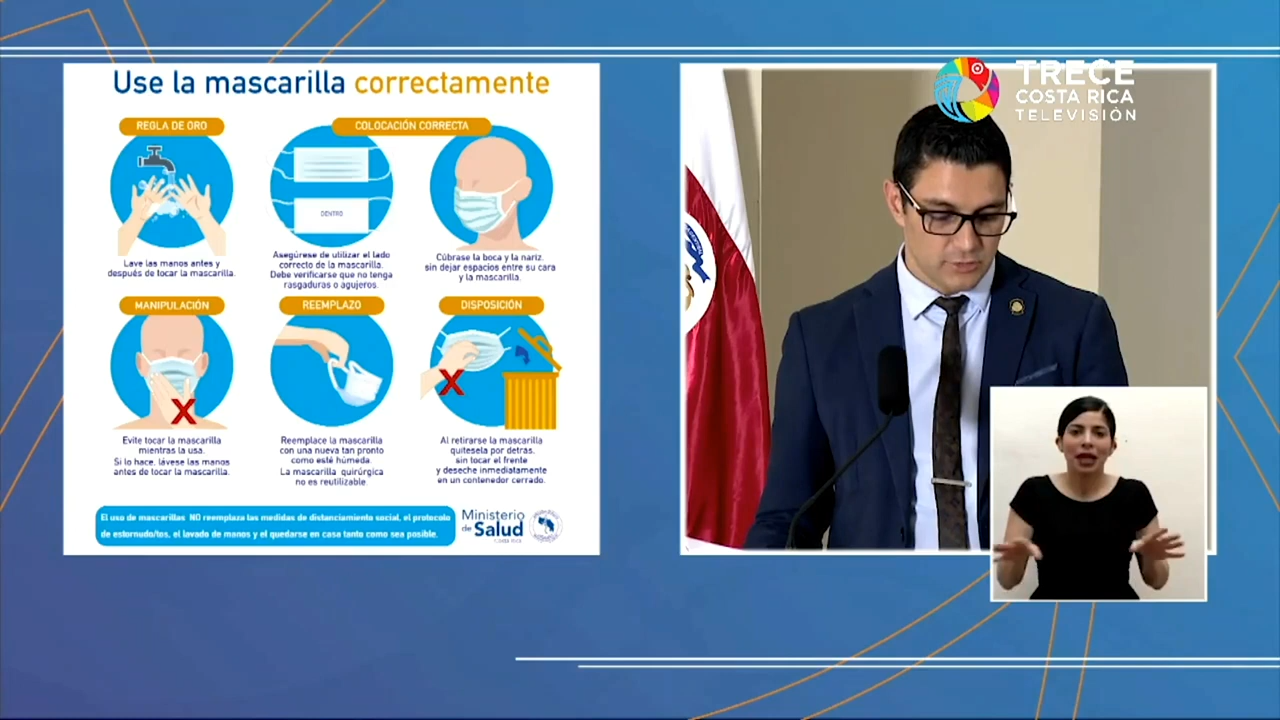 Use la mascarilla correctamente
REGLA DE ORO
Lave las manos antes y
después de tocar la mascarilla.
COLOCACIÓN CORRECTA
DENTRO
Asegúrese de utilizar el lado
correcto de la mascarilla.
Debe verificarse que no tenga
rasgaduras o agujeros.
Cúbrase la boca y la nariz,
sin dejar espacios entre su cara
y la mascarilla.
MANIPULACIÓN
X
Evite tocar la mascarilla
mientras la usa.
Si lo hace, lávese las manos
antes de tocar la mascarilla.
REEMPLAZO
Reemplace la mascarilla
con una nueva tan pronto
como esté húmeda.
La mascarilla quirúrgica
no es reutilizable.
DISPOSICIÓN
X
Al retirarse la mascarilla
quitesela por detrás,
sin tocar el frente
y deseche inmediatamente
en un contenedor cerrado.
El uso de mascarillas NO reemplaza las medidas de distanciamiento social, el protocolo
de estornudo/tos, el lavado de manos y el quedarse en casa tanto como sea posible.
Ministerio
de Salud
Costa Rica
TRECE
COSTA RICA
TELEVISIÓN